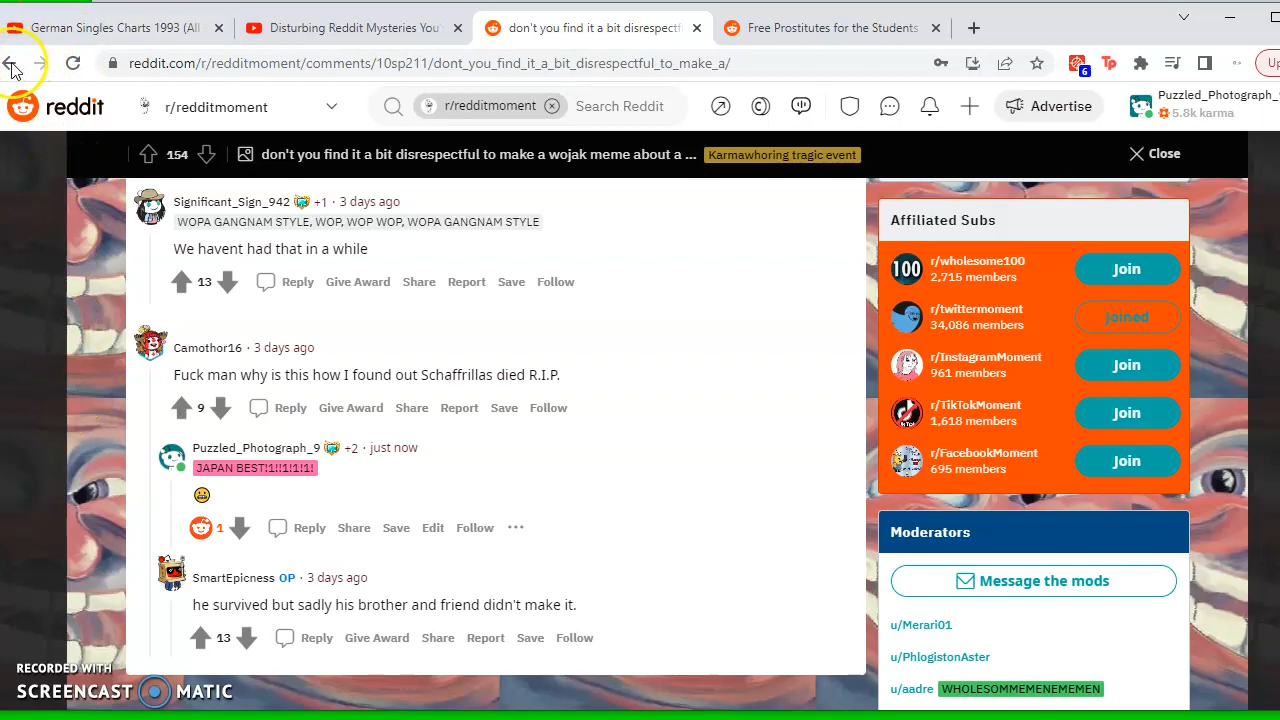 German Singles Charts 1993 (All
Disturbing Reddit Mysteries You'
don't you find it a bit disrespectf
Free Prostitutes for the Students
reddit.com/r/redditmoment/comments/10sp211/dont_you_find_it_a_bit_disrespectful_to_make_a/
6
Tp
Up
reddit
r/redditmoment
r/redditmoment
Search Reddit
Advertise
Puzzled_Photograph_9
5.8k karma
154
don't you find it a bit disrespectful to make a wojak meme about a ...
Karmawhoring tragic event
Close
Significant_Sign_942 +1 · 3 days ago
WOPA GANGNAM STYLE, WOP, WOP WOP, WOPA GANGNAM STYLE
We havent had that in a while
13 Reply Give Award Share Report Save Follow
Camothor16 · 3 days ago
Fuck man why is this how I found out Schaffrillas died R.I.P.
9 Reply Give Award Share Report Save Follow
Puzzled_Photograph_9 +2 · just now
JAPAN BEST!1!!1!1!1!
😀
1 Reply Share Save Edit Follow ···
SmartEpicness OP · 3 days ago
he survived but sadly his brother and friend didn't make it.
13 Reply Give Award Share Report Save Follow
Affiliated Subs
100
r/wholesome100
2,715 members
Join
r/twittermoment
34,086 members
Joined
r/InstagramMoment
961 members
Join
r/TikTokMoment
1,618 members
Join
r/FacebookMoment
695 members
Join
Moderators
Message the mods
u/Merari01
u/PhlogistonAster
u/aadre WHOLESOMMEMENEMEMEN
RECORDED WITH
SCREENCAST MATIC